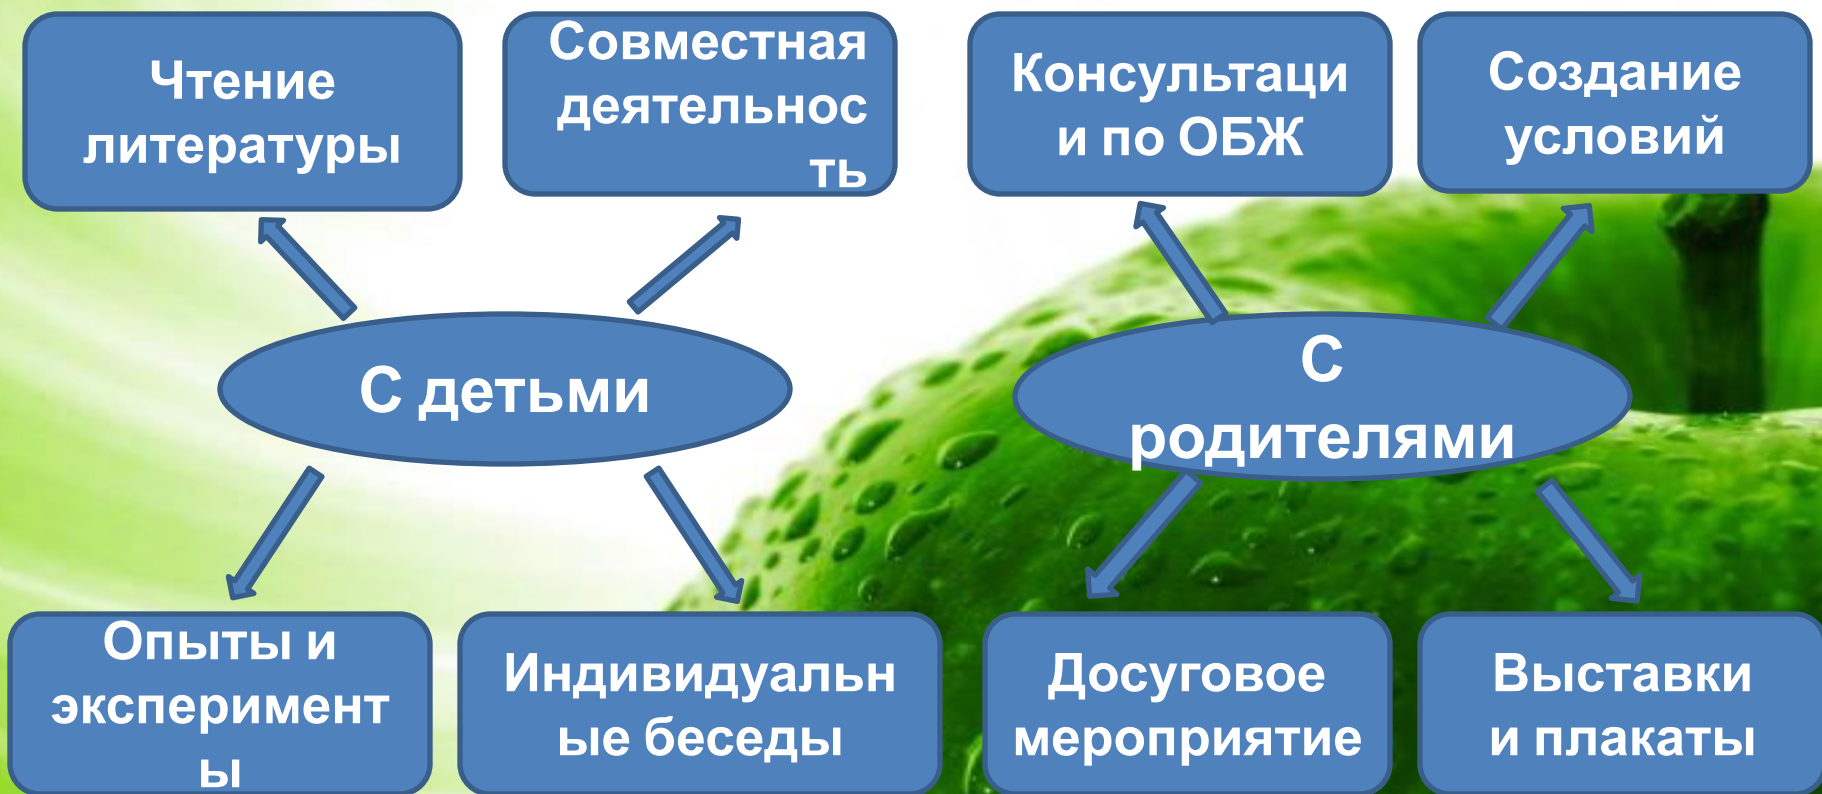 Чтение
литературы
Совместная
деятельнос
ть
Консультаци
и по ОБЖ
Создание
условий
С детьми
С
родителями
Опыты и
эксперимент
ы
Индивидуальн
ые беседы
Досуговое
мероприятие
Выставки
и плакаты